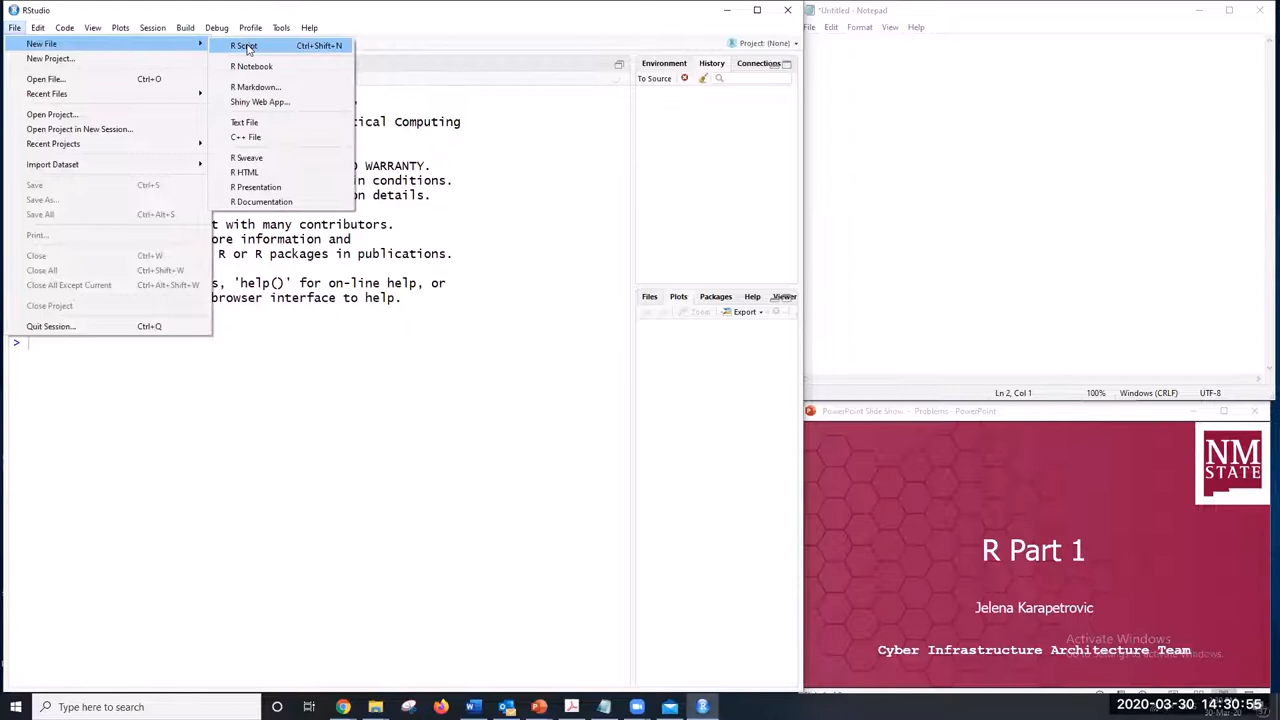 RStudio
File Edit Code View Plots Session Build Debug Profile Tools Help
Project: (None)
New File
New Project...
Open File... Ctrl+O
Recent Files
Open Project...
Open Project in New Session...
Recent Projects
Import Dataset
Save Ctrl+S
Save As...
Save All Ctrl+Alt+S
Print...
Close Ctrl+W
Close All Ctrl+Shift+W
Close All Except Current Ctrl+Alt+Shift+W
Close Project
Quit Session... Ctrl+Q
R Script Ctrl+Shift+N
R Notebook
R Markdown...
Shiny Web App...
Text File
C++ File
R Sweave
R HTML
R Presentation
R Documentation
tical Computing
WARRANTY.
in conditions.
on details.
t with many contributors.
ore information and
R or R packages in publications.
s, 'help()' for on-line help, or
browser interface to help.
>
Environment History Connections
To Source
Files Plots Packages Help Viewer
Zoom Export
*Untitled - Notepad
File Edit Format View Help
Ln 2, Col 1 100% Windows (CRLF) UTF-8
PowerPoint Slide Show - Problems - PowerPoint
NM
STATE
R Part 1
Jelena Karapetrovic
Activate Windows
Go to Settings to activate Windows.
Cyber Infrastructure Architecture Team
Type here to search
2020-03-30 14:30:55